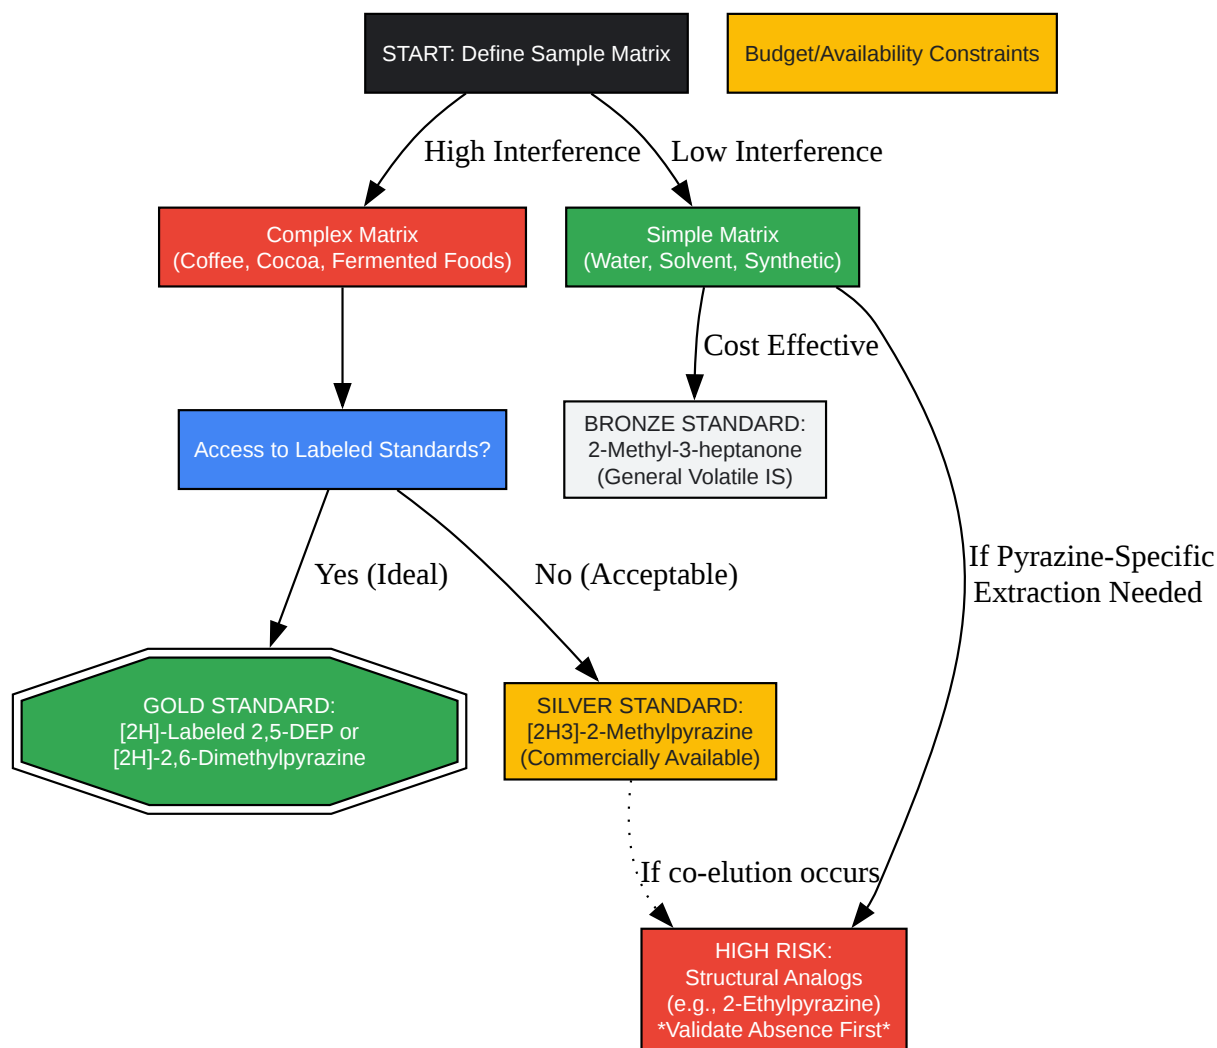 START: Define Sample Matrix
Budget/Availability Constraints
High Interference
Low Interference
Complex Matrix
(Coffee, Cocoa, Fermented Foods)
Simple Matrix
(Water, Solvent, Synthetic)
Cost Effective
Access to Labeled Standards?
BRONZE STANDARD:
2-Methyl-3-heptanone
(General Volatile IS)
Yes (Ideal)
No (Acceptable)
If Pyrazine-Specific
Extraction Needed
GOLD STANDARD:
[2H]-Labeled 2,5-DEP or
[2H]-2,6-Dimethylpyrazine
SILVER STANDARD:
[2H3]-2-Methylpyrazine
(Commercially Available)
If co-elution occurs
HIGH RISK:
Structural Analogs
(e.g., 2-Ethylpyrazine)
*Validate Absence First*